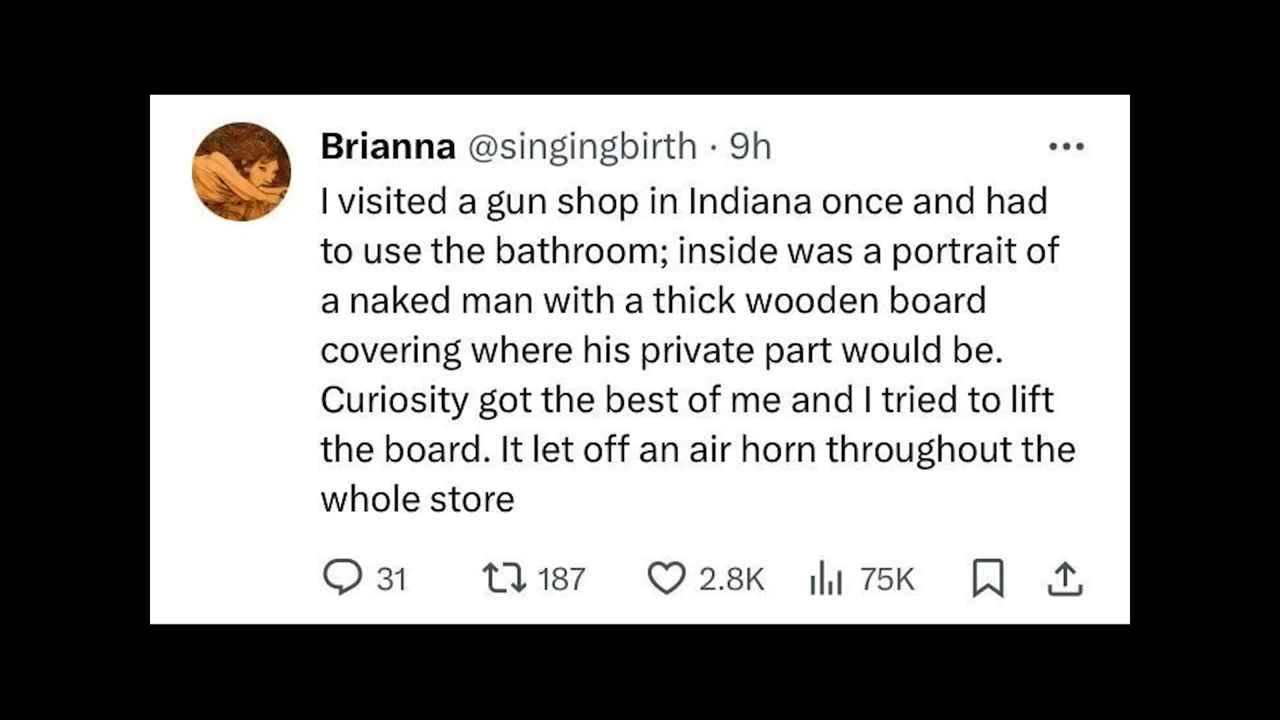 Brianna @singingbirth · 9h
I visited a gun shop in Indiana once and had
to use the bathroom; inside was a portrait of
a naked man with a thick wooden board
covering where his private part would be.
Curiosity got the best of me and I tried to lift
the board. It let off an air horn throughout the
whole store
31 187 2.8K 75K